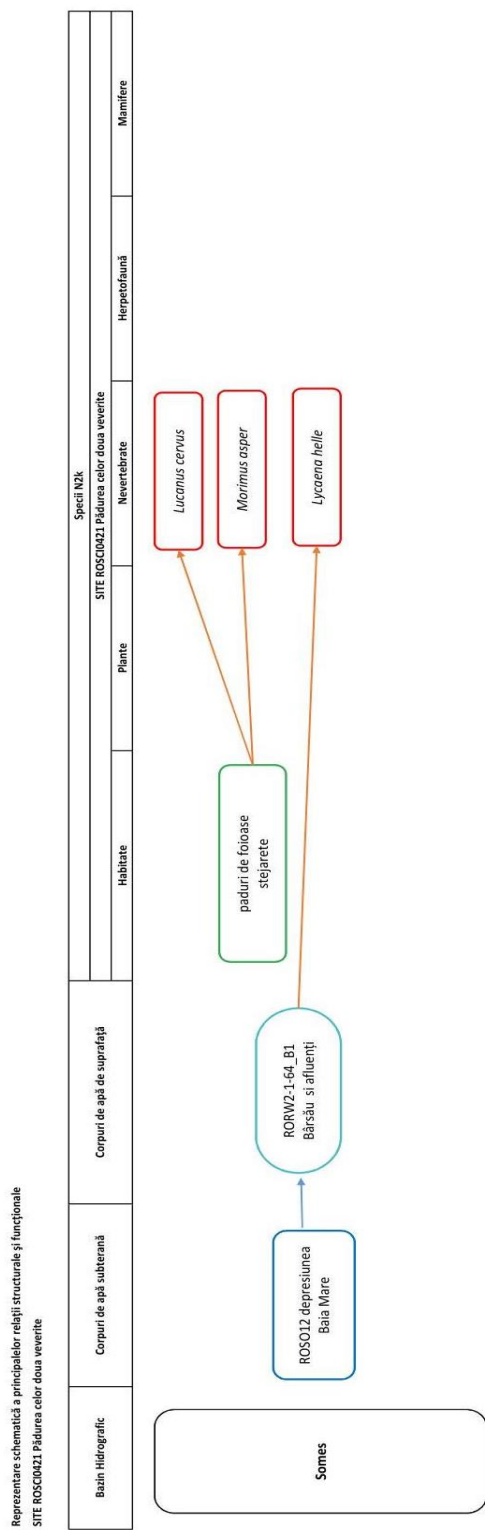 Reprezentare schematică a principalelor relații structurale și funcționale
SITE ROSCI0421 Pădurea celor doua veverite
Bazin Hidrografic
Corpuri de apă subterană
Corpuri de apă de suprafață
Specii N2k
SITE ROSCI0421 Pădurea celor doua veverite
Habitate
Plante
Nevertebrate
Herpetofaună
Mamifere
Somes
ROSO12 depresiunea
Baia Mare
RORW2-1-64_B1
Bârsău si afluenți
paduri de foioase
stejarete
Lucanus cervus
Morimus asper
Lycaena helle